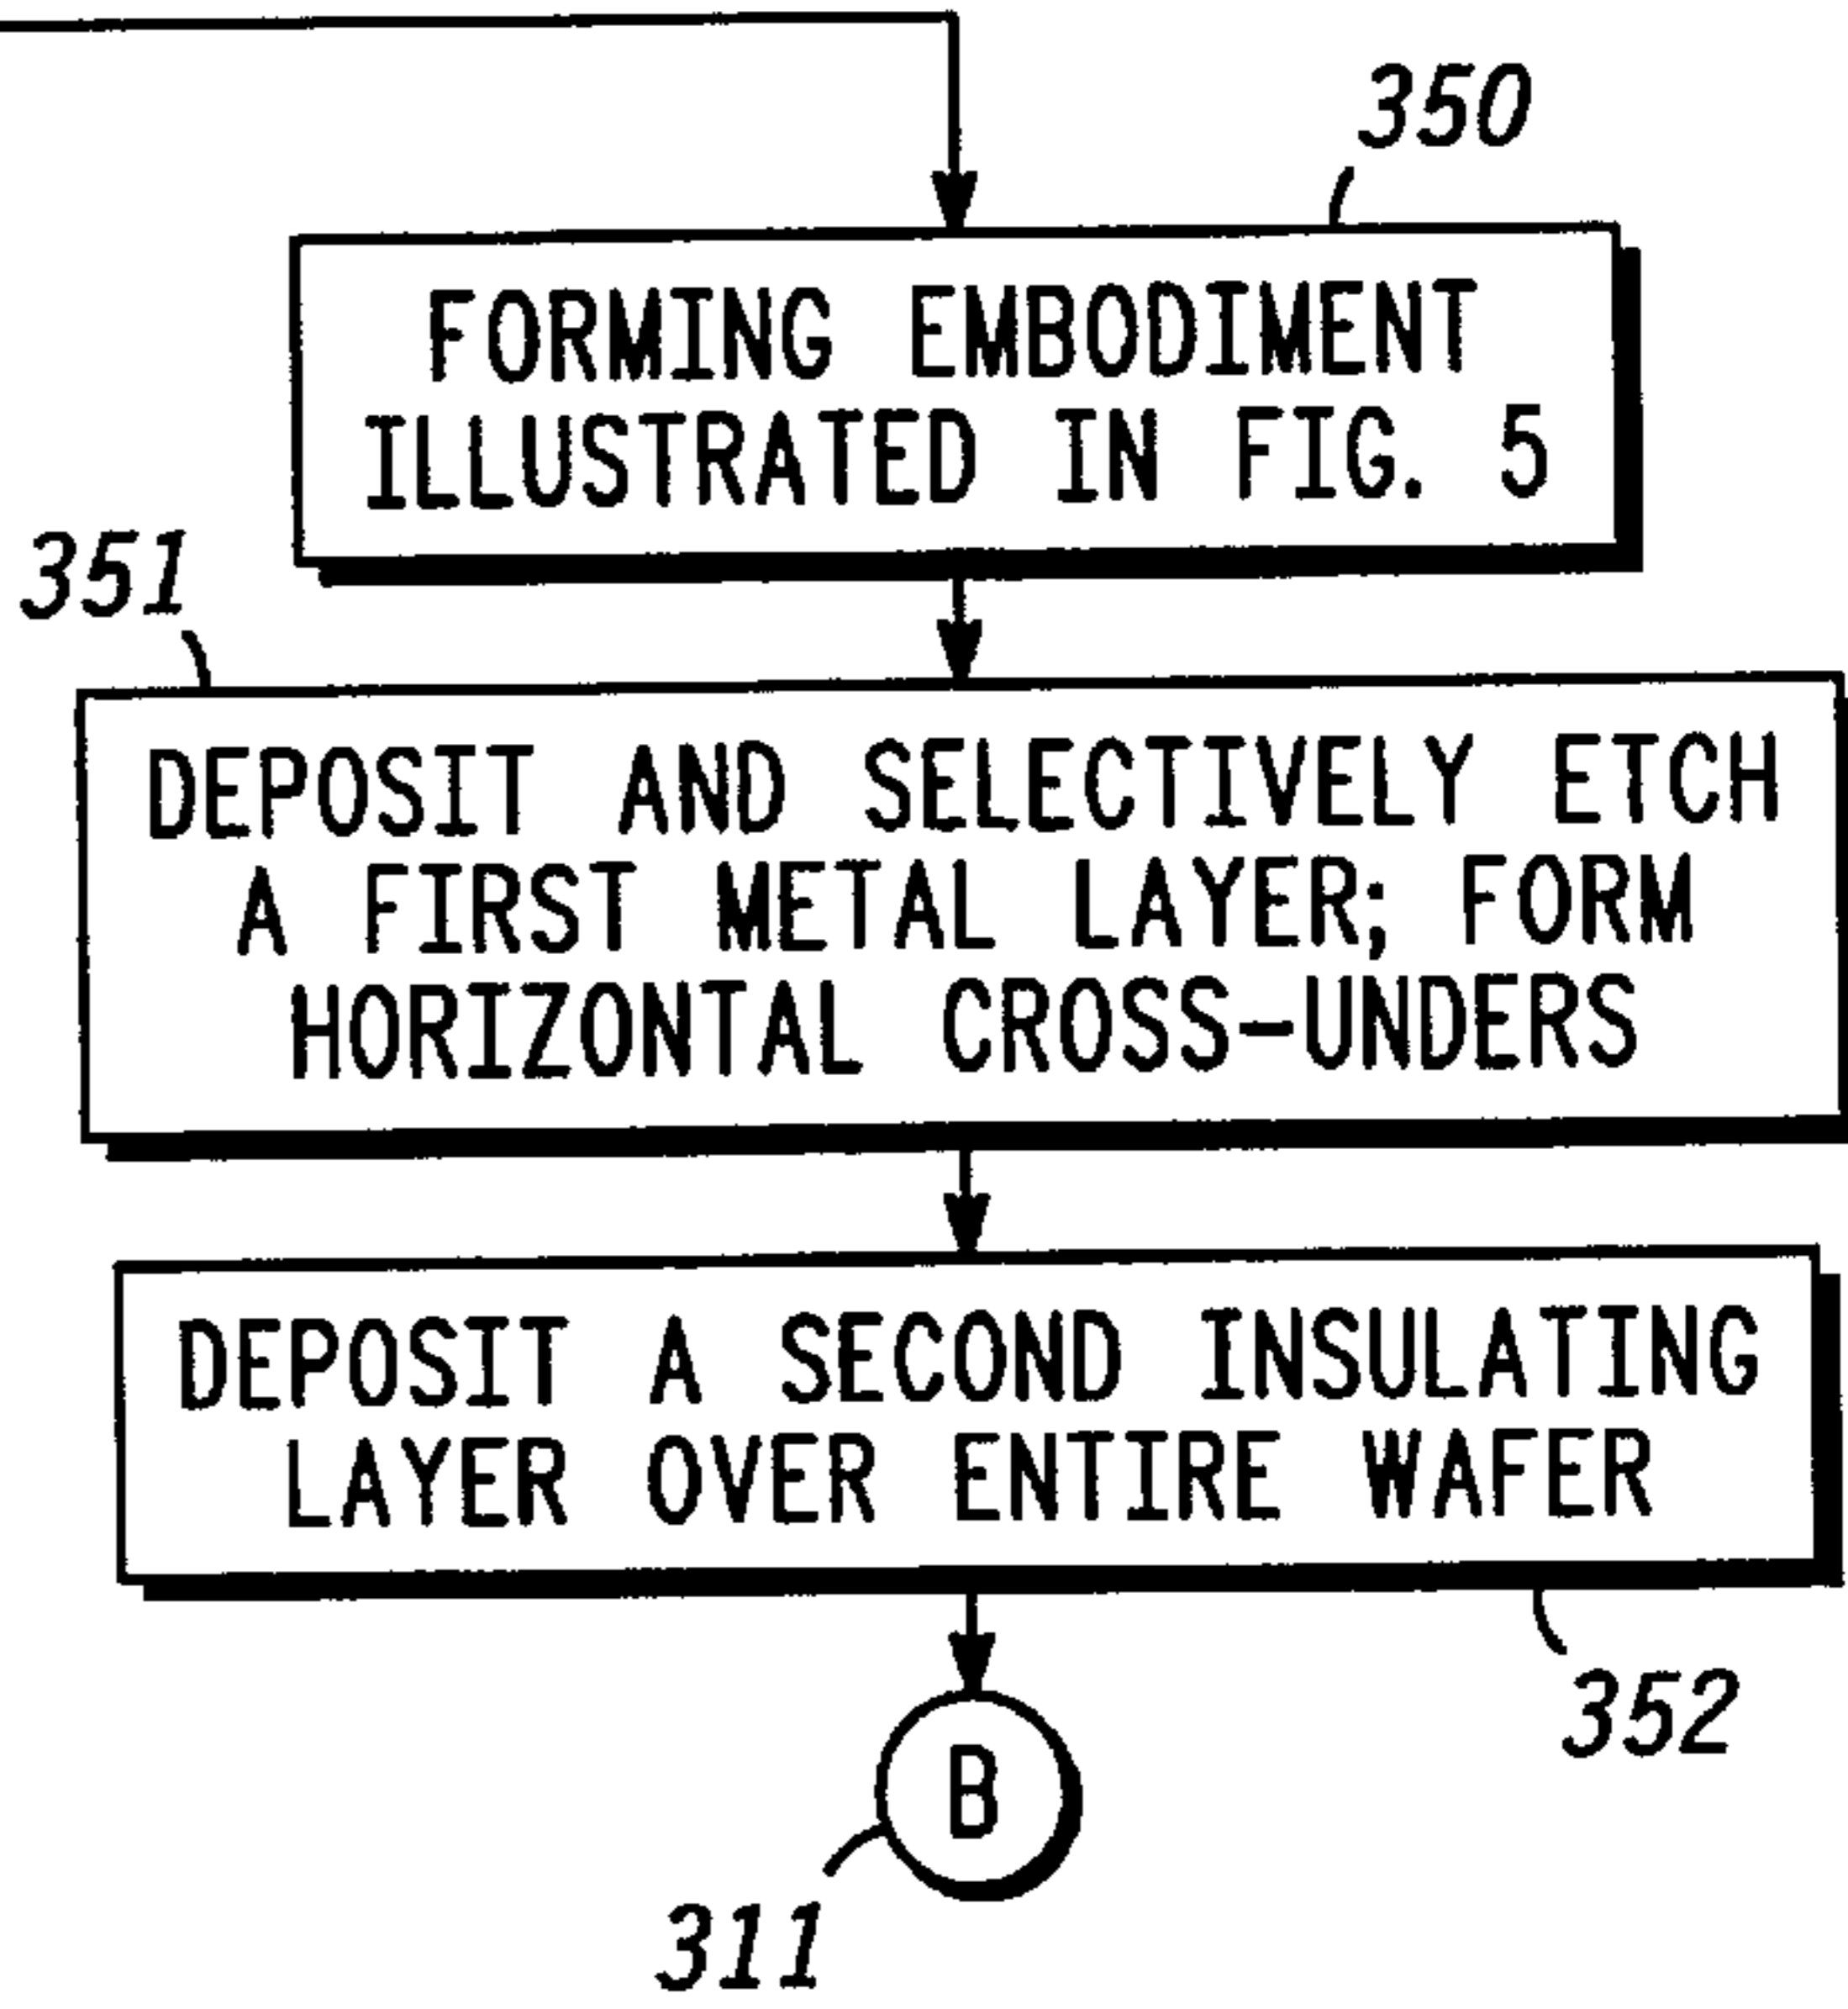 350
FORMING EMBODIMENT
ILLUSTRATED IN FIG. 5
351
DEPOSIT AND SELECTIVELY ETCH
A FIRST METAL LAYER; FORM
HORIZONTAL CROSS-UNDERS
DEPOSIT A SECOND INSULATING
LAYER OVER ENTIRE WAFER
352
B
311